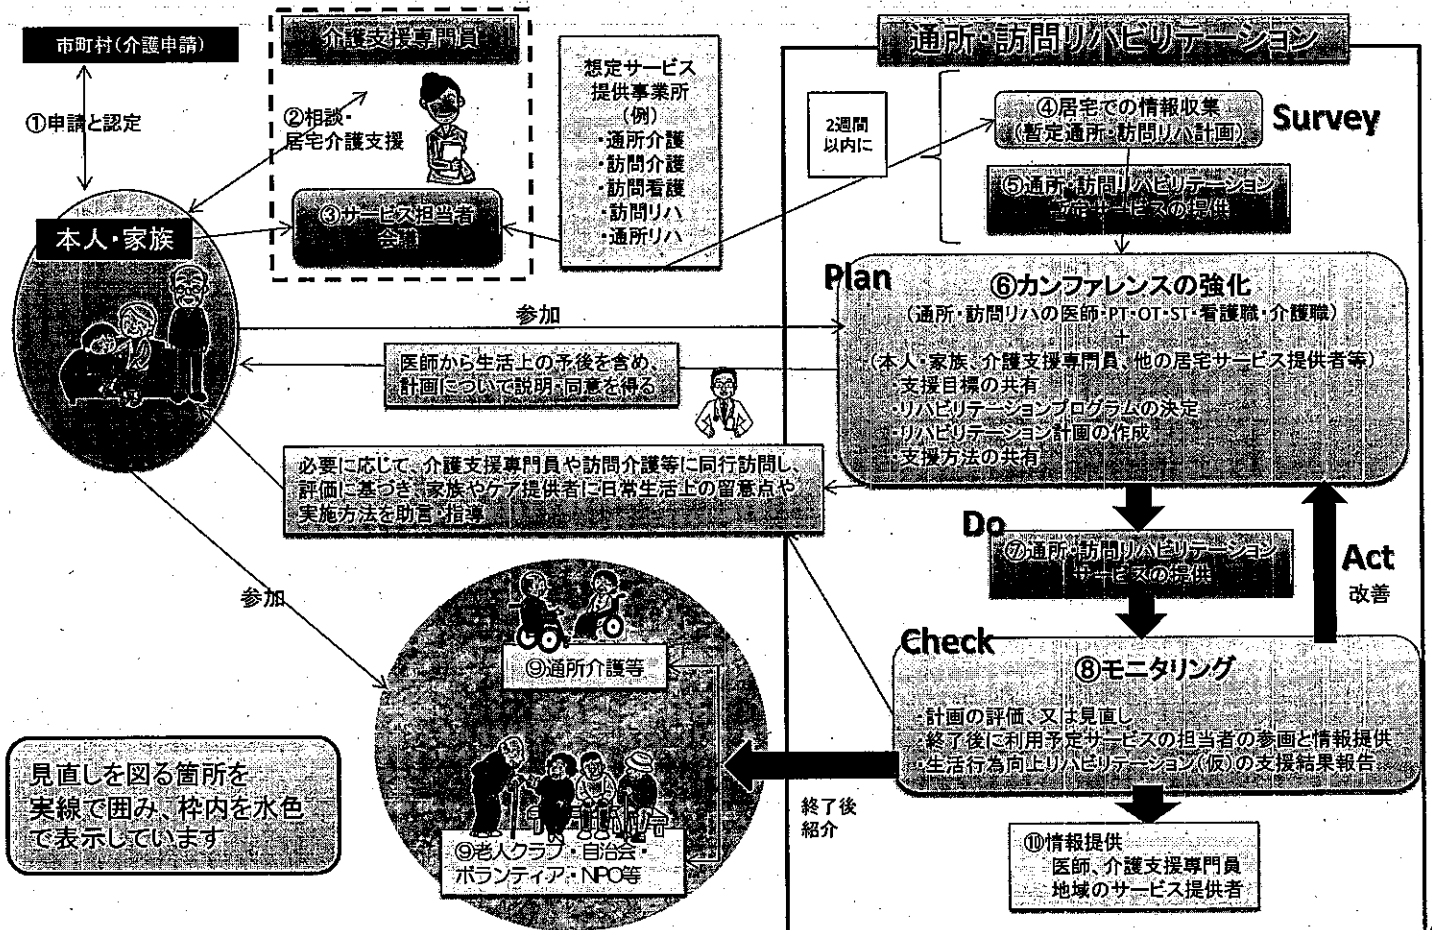 市町村(介護申請)
①申請と認定
介護支援専門員
②相談・
居宅介護支援
③サービス担当者
会議
本人・家族
想定サービス
提供事業所
(例)
・通所介護
・訪問介護
・訪問看護
・訪問リハ
・通所リハ
通所・訪問リハビリテーション
2週間
以内に
④居宅での情報収集
(暫定通所・訪問リハ計画)
Survey
⑤通所・訪問リハビリテーション
暫定サービスの提供
Plan
⑥カンファレンスの強化
(通所・訪問リハの医師・PT・OT・ST・看護職・介護職)
+
(本人・家族、介護支援専門員、他の居宅サービス提供者等)
・支援目標の共有
・リハビリテーションプログラムの決定
・リハビリテーション計画の作成
・支援方法の共有
参加
医師から生活上の予後を含め、
計画について説明・同意を得る
必要に応じて、介護支援専門員や訪問介護等に同行訪問し、
評価に基づき、家族やケア提供者に日常生活上の留意点や
実施方法を助言・指導
Do
⑦通所・訪問リハビリテーション
サービスの提供
Act
改善
参加
Check
⑧モニタリング
・計画の評価、又は見直し
・終了後に利用予定サービスの担当者の参画と情報提供
・生活行為向上リハビリテーション(仮)の支援結果報告
⑨通所介護等
⑨老人クラブ・自治会・
ボランティア・NPO等
終了後
紹介
⑩情報提供
医師、介護支援専門員
地域のサービス提供者
見直しを図る箇所を
実線で囲み、枠内を水色
で表示しています